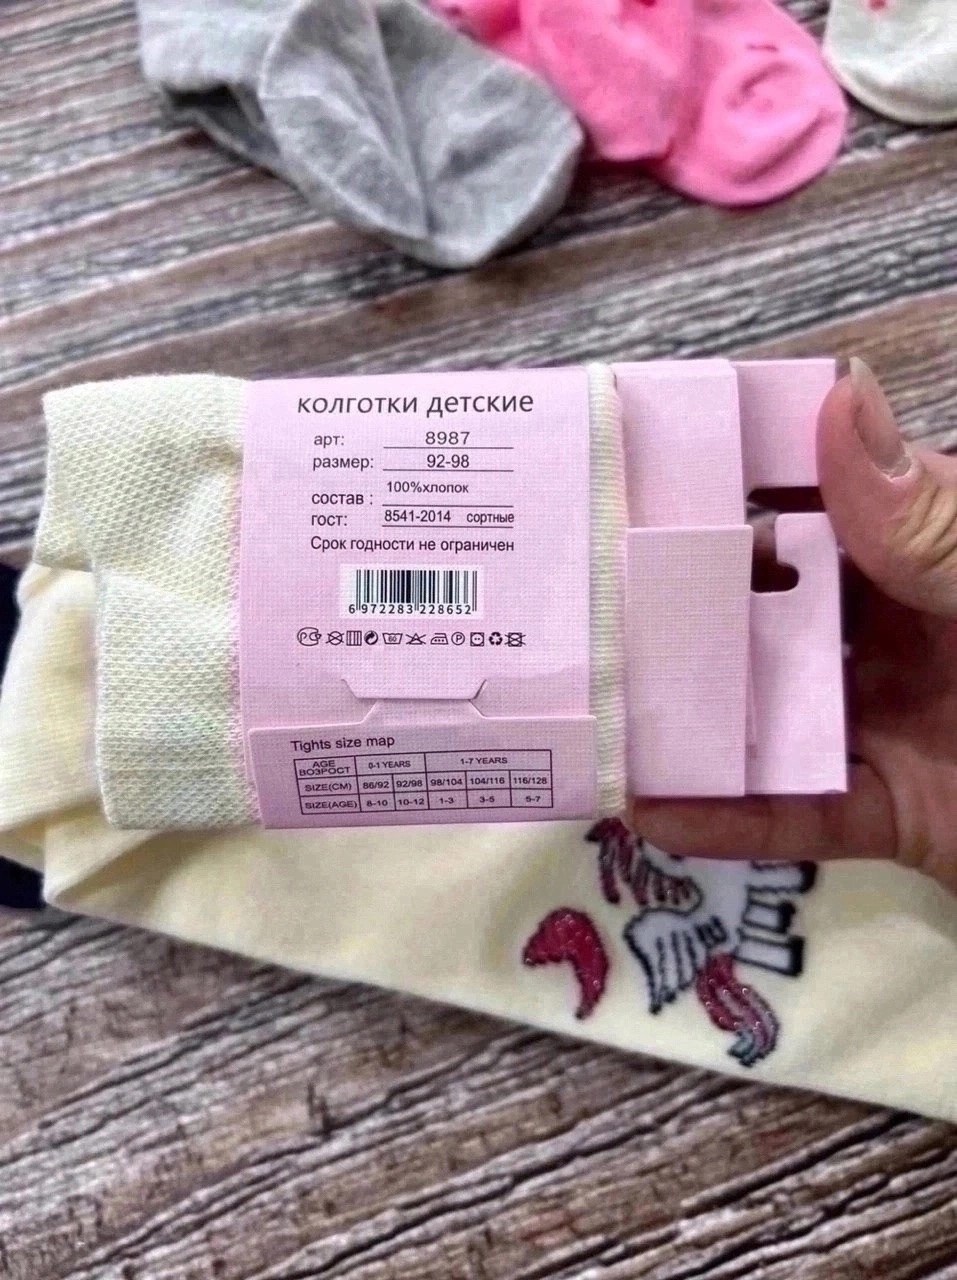 колготки детские
арт: 8987
размер: 92-98
состав : 100%хлопок
гост: 8541-2014 сортные
Срок годности не ограничен
6 972283 228652
РС 60 P
Tights size map
AGE ВОЗРОСТ 0-1 YEARS 1-7 YEARS
SIZE(CM) 86/92 92/98 98/104 104/116 116/128
SIZE(AGE) 8-10 10-12 1-3 3-5 5-7